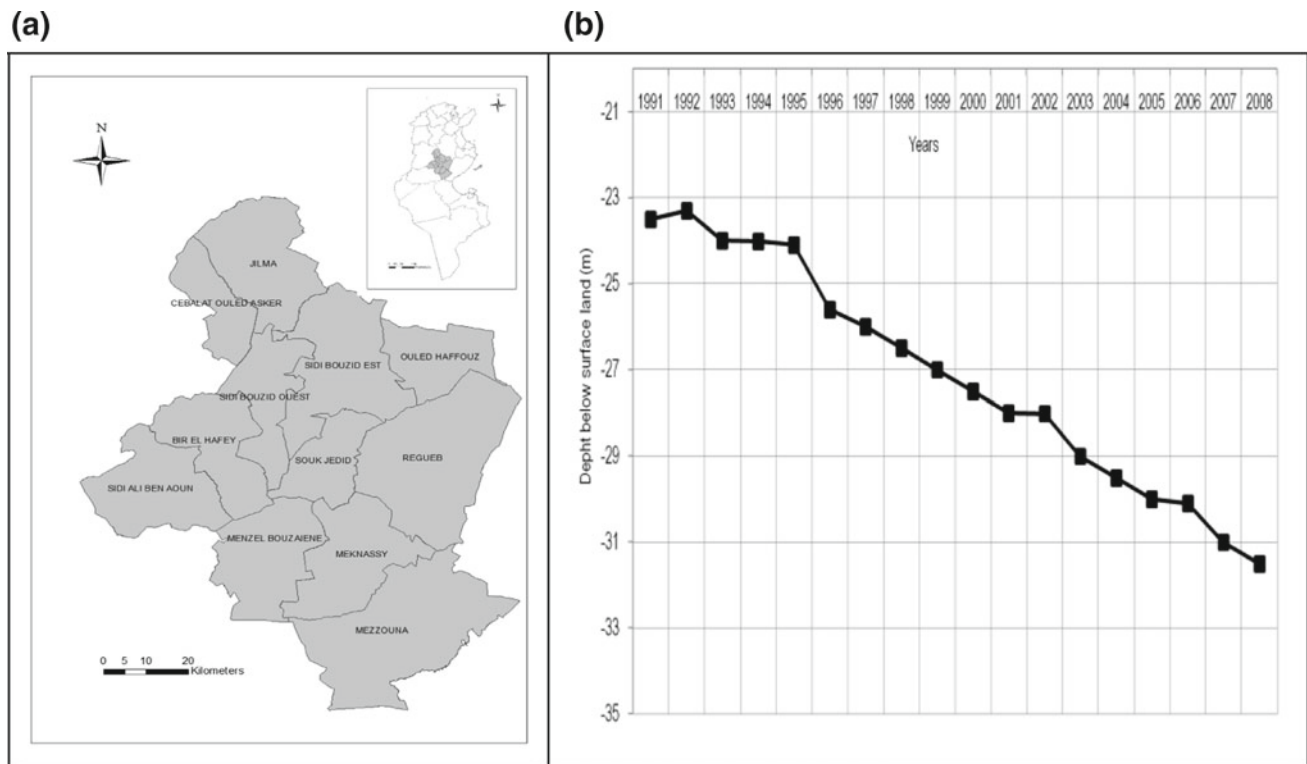 (a)
N
JILMA
CEBALAT OULED ASKER
SIDI BOUZID EST
OULED HAFFOUZ
SIDI BOUZID OUEST
BIR EL HAFEY
SOUK JEDID
REGUEB
SIDI ALI BEN AOUN
MENZEL BOUZAIENE
MEKNASSY
MEZZOUNA
0 5 10 20
Kilometers
(b)
1991 1992 1993 1994 1995 1996 1997 1998 1999 2000 2001 2002 2003 2004 2005 2006 2007 2008
Years
-21
-23
-25
-27
-29
-31
-33
-35
Depht below surface land (m)